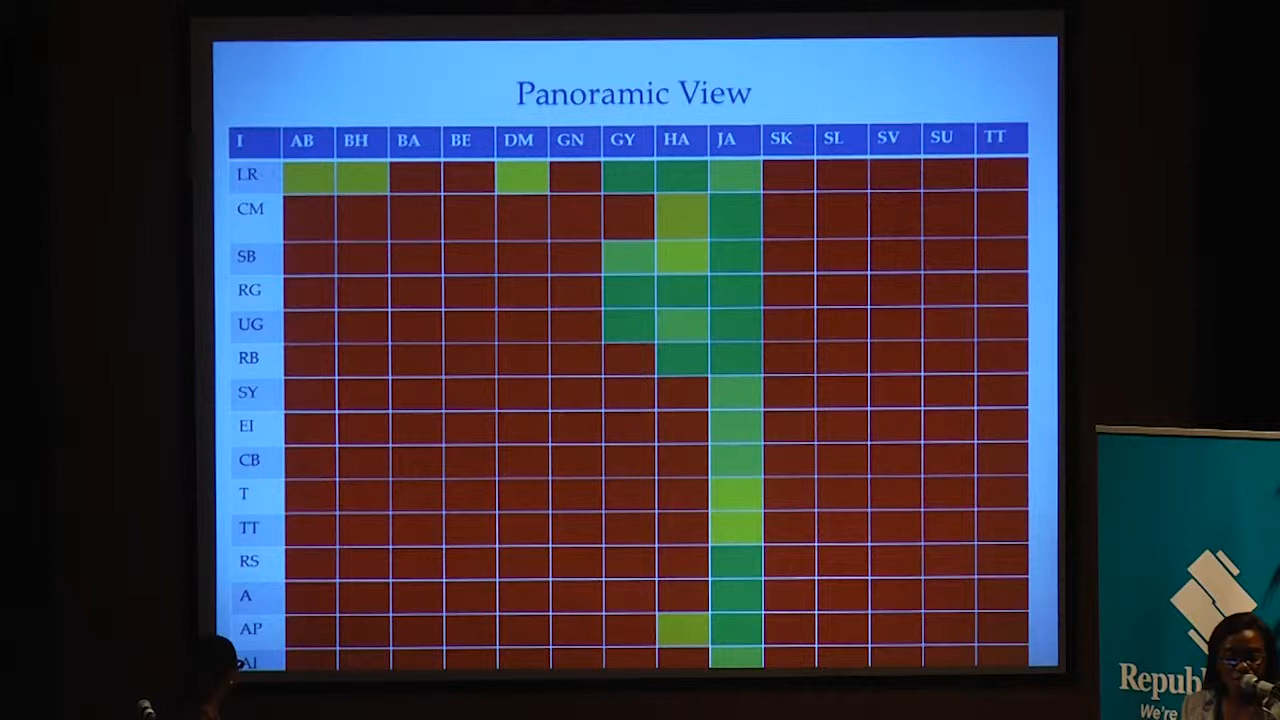 Panoramic View
I AB BH BA BE DM GN GY HA JA SK SL SV SU TT
LR
CM
SB
RG
UG
RB
SY
EI
CB
T
TT
RS
A
AP
AI
Repub
We're